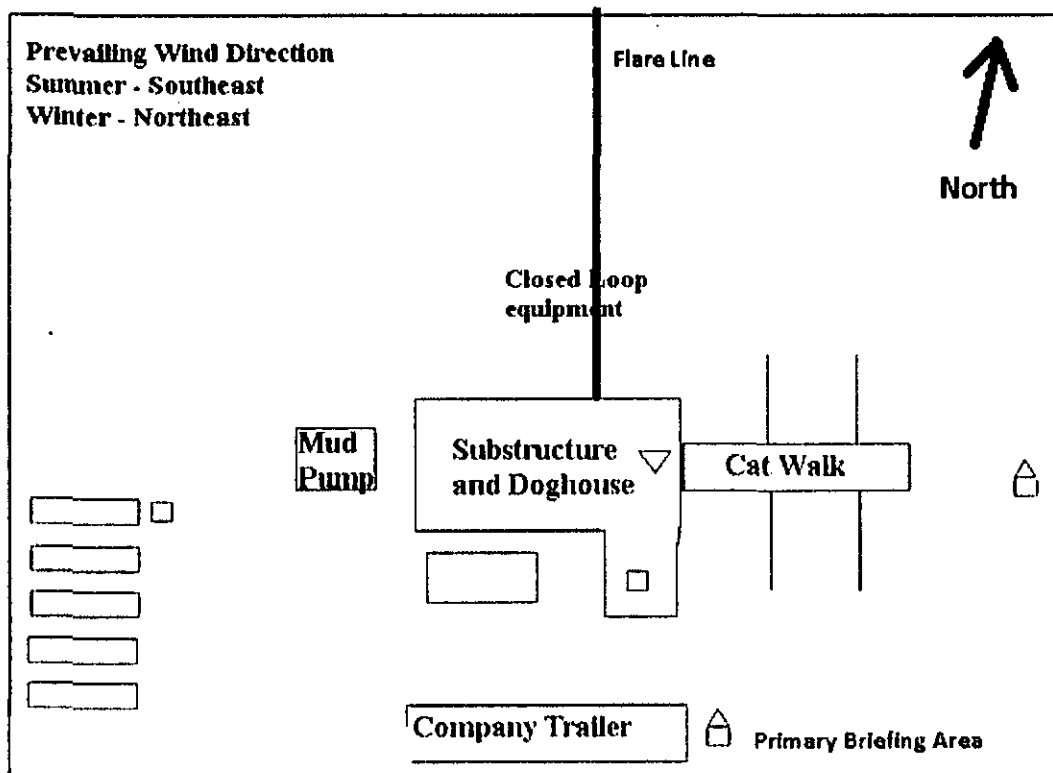 Prevailing Wind Direction
Summer - Southeast
Winter - Northeast
Flare Line
North
Closed Loop
equipment
Mud
Pump
Substructure
and Doghouse
Cat Walk
Company Trailer
Primary Briefing Area